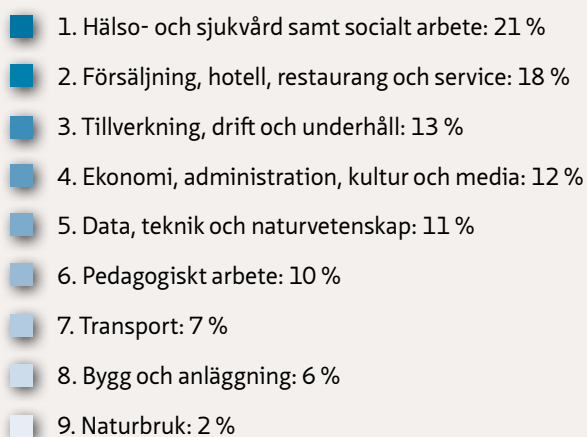 1. Hälso- och sjukvård samt socialt arbete: 21 %
2. Försäljning, hotell, restaurang och service: 18 %
3. Tillverkning, drift och underhåll: 13 %
4. Ekonomi, administration, kultur och media: 12 %
5. Data, teknik och naturvetenskap: 11 %
6. Pedagogiskt arbete: 10 %
7. Transport: 7 %
8. Bygg och anläggning: 6 %
9. Naturbruk: 2 %